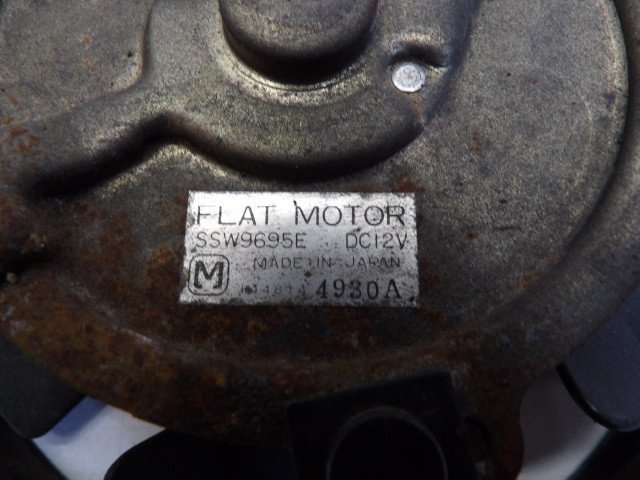 FLAT MOTOR
SSW9695E DC12V
M MADE IN JAPAN
4930A